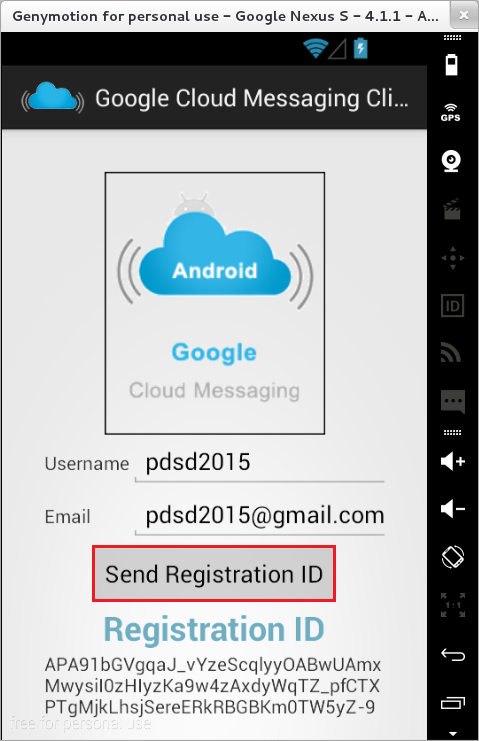 Genymotion for personal use – Google Nexus S – 4.1.1 – A...
Google Cloud Messaging Cli...
GPS
Android
Google
Cloud Messaging
ID
Username pdsd2015
Email pdsd2015@gmail.com
Send Registration ID
1:1
Registration ID
APA91bGVgqaJ_vYzeScqlyyOABwUAmx
MwysiI0zHIyzKa9w4zAxdyWqTZ_pfCTX
PTgMjkLhsjSereERkRBGBKm0TW5yZ-9
free for personal use